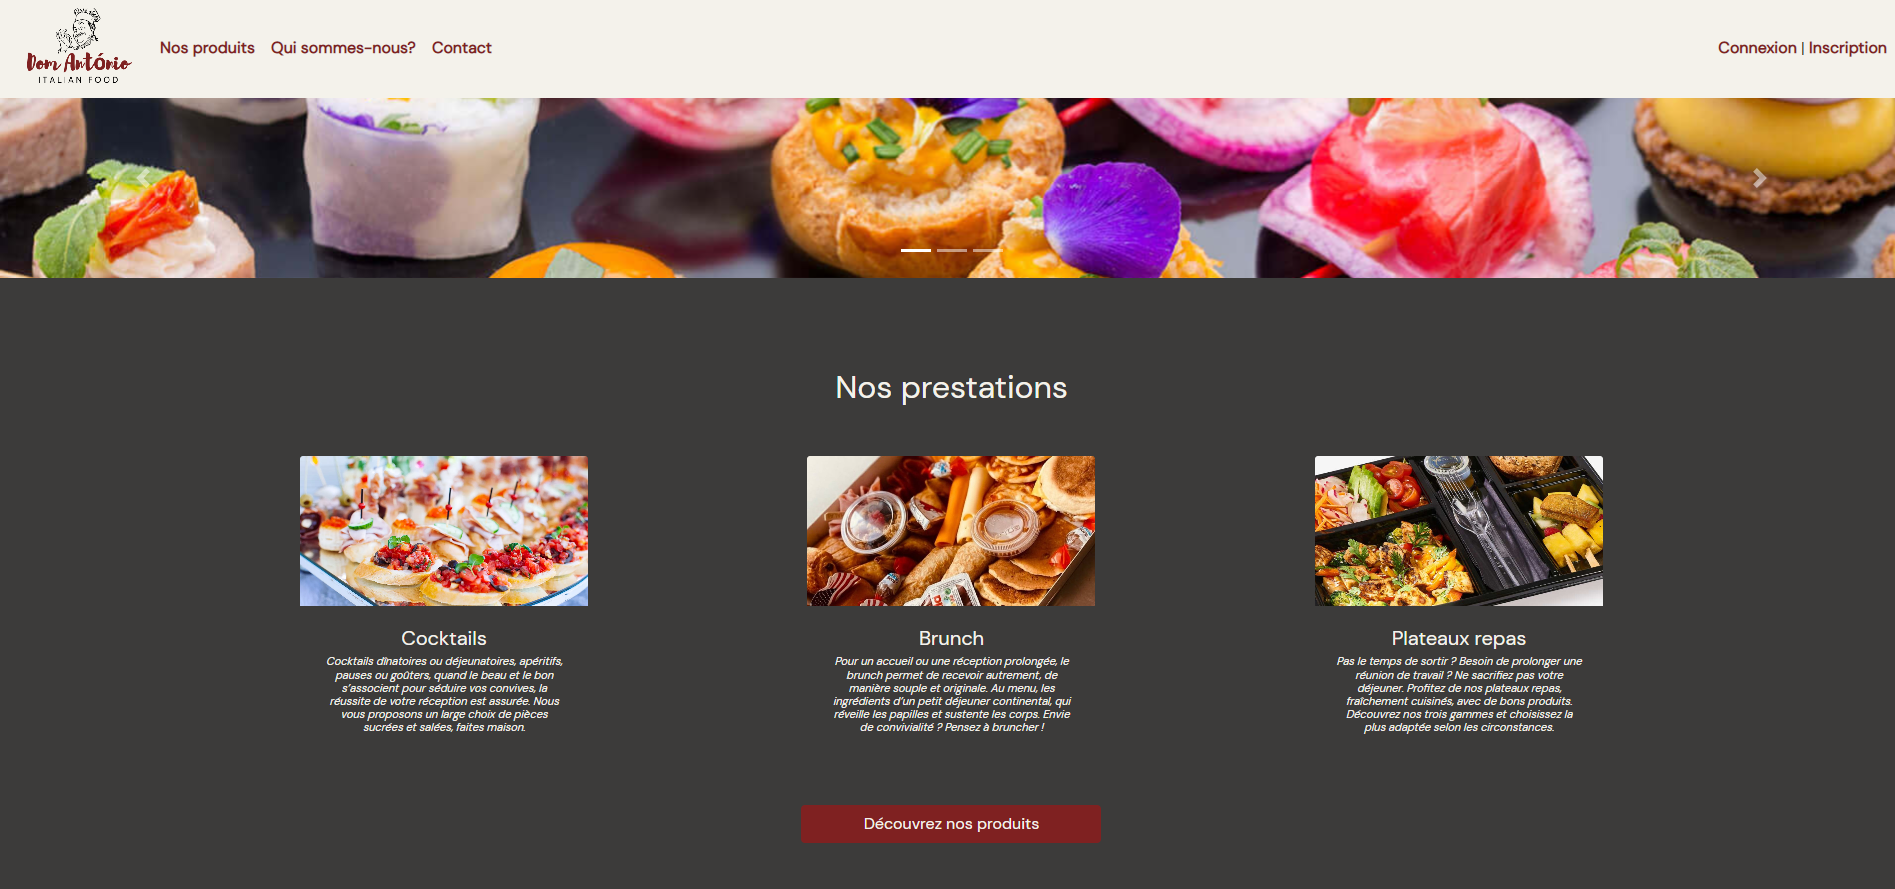 Dom António
ITALIAN FOOD
Nos produits
Qui sommes-nous?
Contact
Connexion | Inscription
Nos prestations
Cocktails
Cocktails dînatoires ou déjeunatoires, apéritifs,
pauses ou goûters, quand le beau et le bon
s'associent pour séduire vos convives, la
réussite de votre réception est assurée. Nous
vous proposons un large choix de pièces
sucrées et salées, faites maison.
Brunch
Pour un accueil ou une réception prolongée, le
brunch permet de recevoir autrement, de
manière souple et originale. Au menu, les
ingrédients d'un petit déjeuner continental, qui
réveille les papilles et sustente les corps. Envie
de convivialité ? Pensez à bruncher !
Plateaux repas
Pas le temps de sortir ? Besoin de prolonger une
réunion de travail ? Ne sacrifiez pas votre
déjeuner. Profitez de nos plateaux repas,
fraîchement cuisinés, avec de bons produits.
Découvrez nos trois gammes et choisissez la
plus adaptée selon les circonstances.
Découvrez nos produits